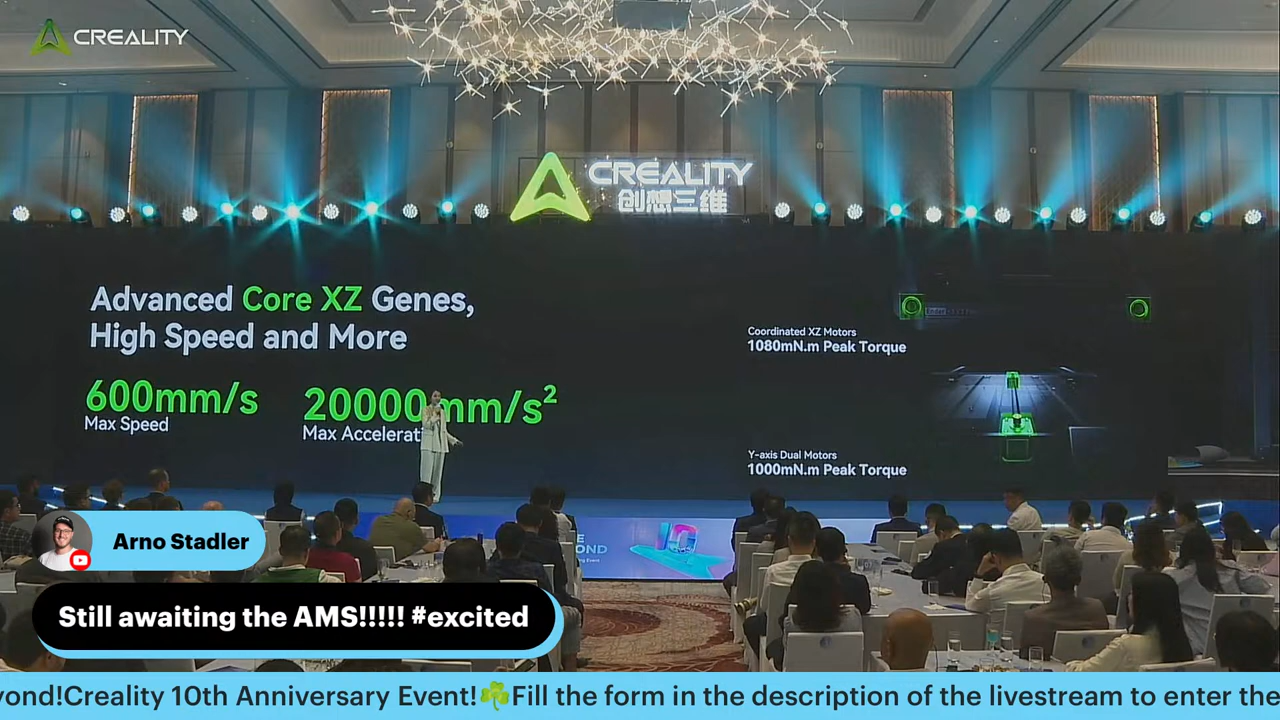 CREALITY
CREALITY
创想三维
Advanced Core XZ Genes,
High Speed and More
600mm/s
Max Speed
20000mm/s²
Max Accelerati
Coordinated XZ Motors
1080mN.m Peak Torque
Y-axis Dual Motors
1000mN.m Peak Torque
Arno Stadler
Still awaiting the AMS!!!!! #excited
yond!Creality 10th Anniversary Event!☘️Fill the form in the description of the livestream to enter the